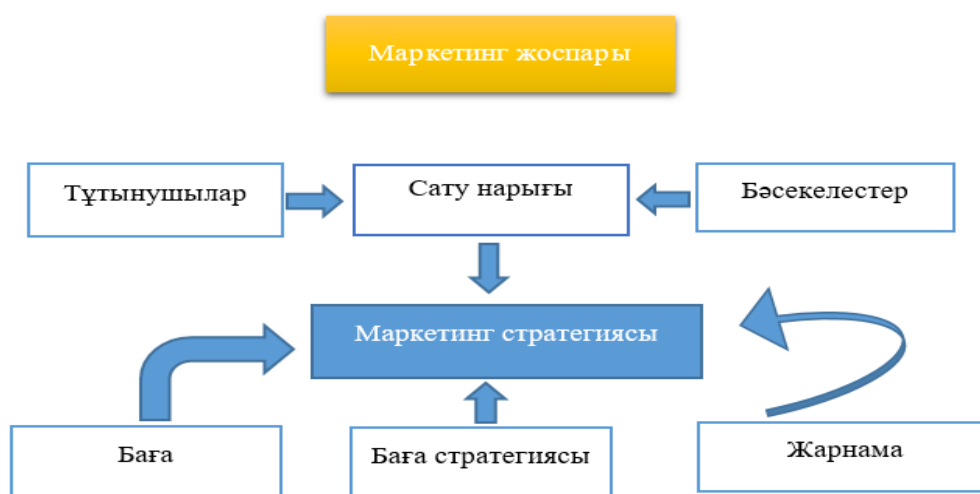 Маркетинг жоспары
Тұтынушылар
Сату нарығы
Бәсекелестер
Маркетинг стратегиясы
Баға
Баға стратегиясы
Жарнама